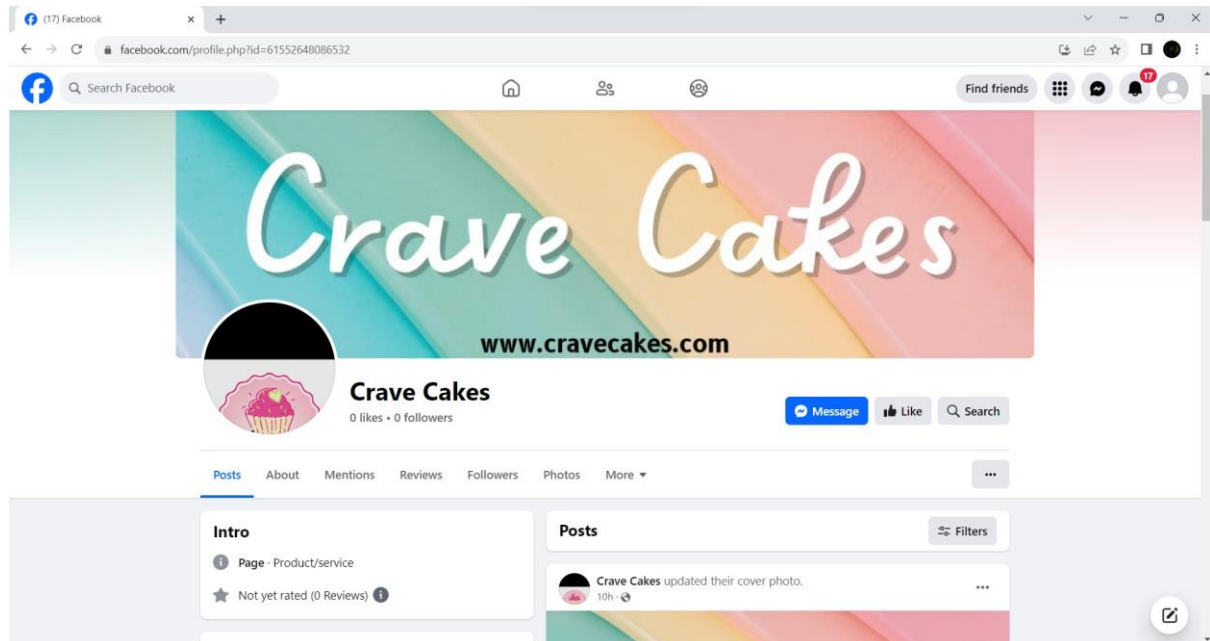 (17) Facebook
facebook.com/profile.php?id=61552648086532
Search Facebook
Find friends
17
Crave Cakes
www.cravecakes.com
Crave Cakes
0 likes • 0 followers
Message
Like
Search
Posts About Mentions Reviews Followers Photos More
Intro
Page · Product/service
Not yet rated (0 Reviews)
Posts
Filters
Crave Cakes updated their cover photo.
10h ·